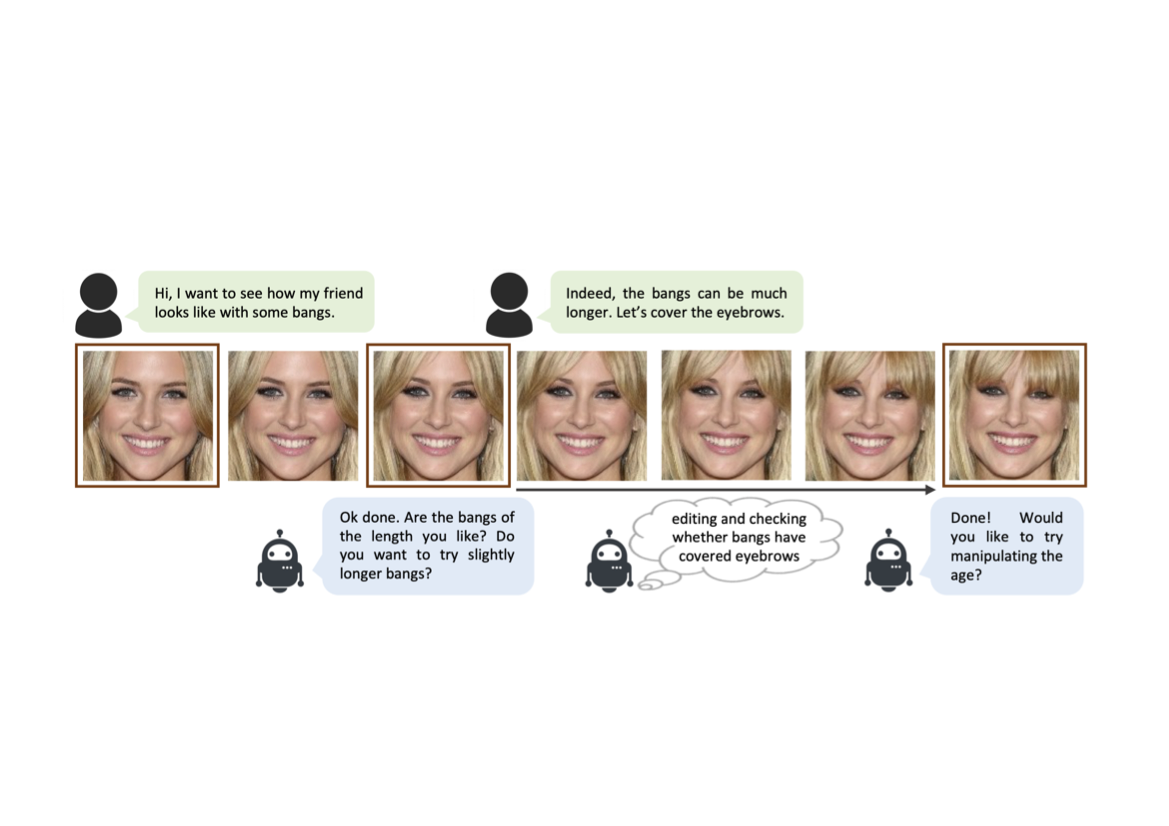 Hi, I want to see how my friend
looks like with some bangs.
Indeed, the bangs can be much
longer. Let’s cover the eyebrows.
Ok done. Are the bangs of
the length you like? Do
you want to try slightly
longer bangs?
editing and checking
whether bangs have
covered eyebrows
Done! Would
you like to try
manipulating the
age?